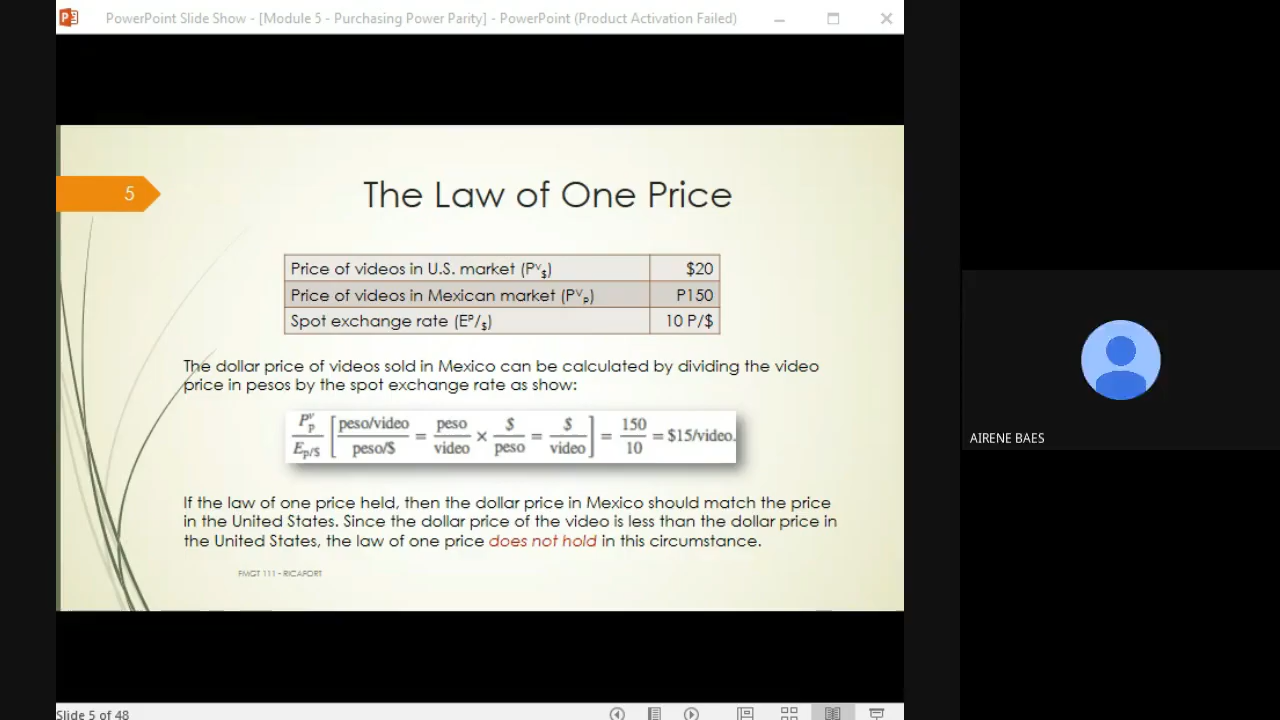 PowerPoint Slide Show - [Module 5 - Purchasing Power Parity] - PowerPoint (Product Activation Failed)
5
The Law of One Price
Price of videos in U.S. market (Pᵛ$) $20
Price of videos in Mexican market (Pᵛₚ) P150
Spot exchange rate (Eᴾ/$) 10 P/$
The dollar price of videos sold in Mexico can be calculated by dividing the video
price in pesos by the spot exchange rate as show:
Pᵛₚ / E_p/$ [ peso/video / peso/$ = peso / video × $ / peso = $ / video ] = 150 / 10 = $15/video.
If the law of one price held, then the dollar price in Mexico should match the price
in the United States. Since the dollar price of the video is less than the dollar price in
the United States, the law of one price does not hold in this circumstance.
PMGT 111 - RICAFORT
AIRENE BAES
Slide 5 of 48